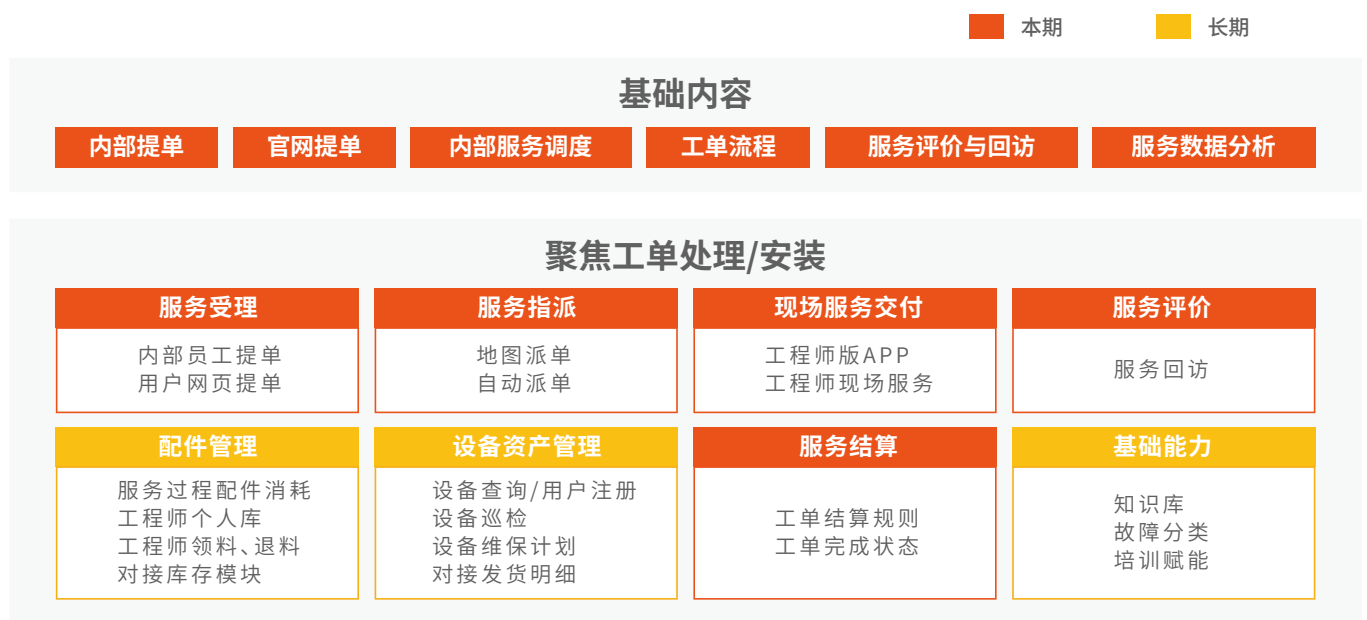 本期
长期
基础内容
内部提单
官网提单
内部服务调度
工单流程
服务评价与回访
服务数据分析
聚焦工单处理/安装
服务受理
内部员工提单
用户网页提单
服务指派
地图派单
自动派单
现场服务交付
工程师版APP
工程师现场服务
服务评价
服务回访
配件管理
服务过程配件消耗
工程师个人库
工程师领料、退料
对接库存模块
设备资产管理
设备查询/用户注册
设备巡检
设备维保计划
对接发货明细
服务结算
工单结算规则
工单完成状态
基础能力
知识库
故障分类
培训赋能